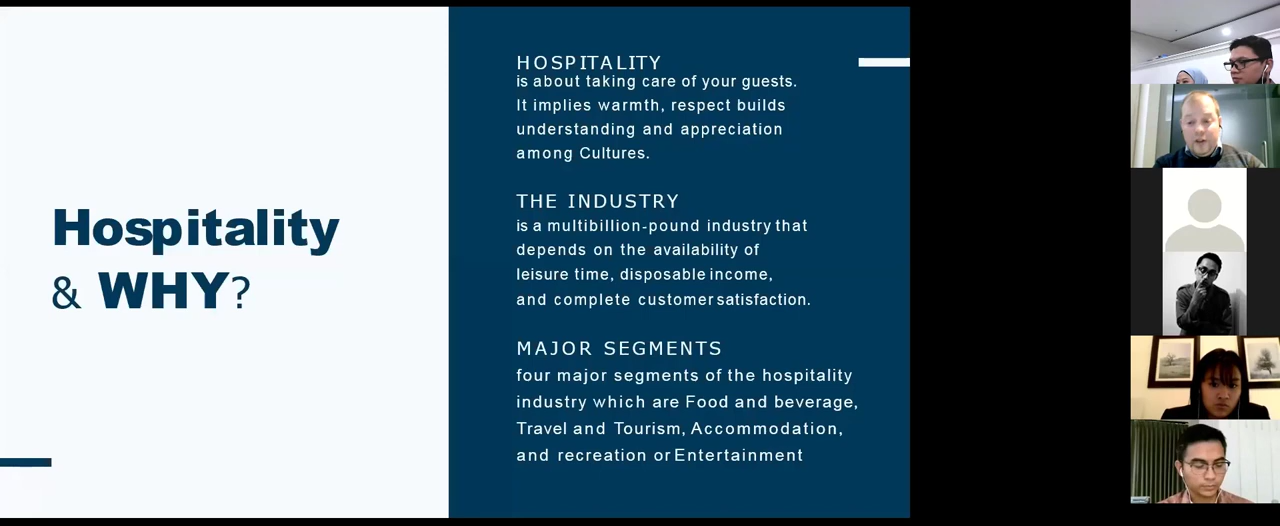 Hospitality
& WHY?
HOSPITALITY
is about taking care of your guests.
It implies warmth, respect builds
understanding and appreciation
among Cultures.
THE INDUSTRY
is a multibillion-pound industry that
depends on the availability of
leisure time, disposable income,
and complete customer satisfaction.
MAJOR SEGMENTS
four major segments of the hospitality
industry which are Food and beverage,
Travel and Tourism, Accommodation,
and recreation or Entertainment